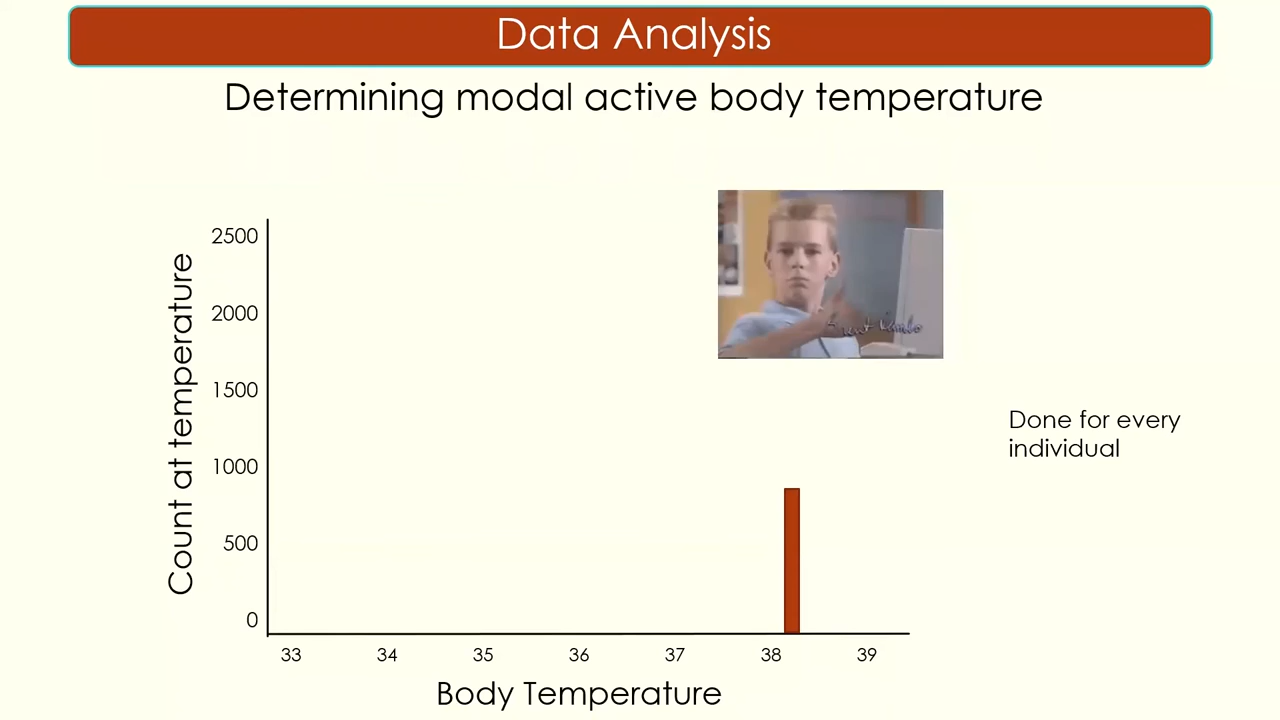 Data Analysis
Determining modal active body temperature
Count at temperature
2500
2000
1500
1000
500
0
33 34 35 36 37 38 39
Body Temperature
Done for every
individual